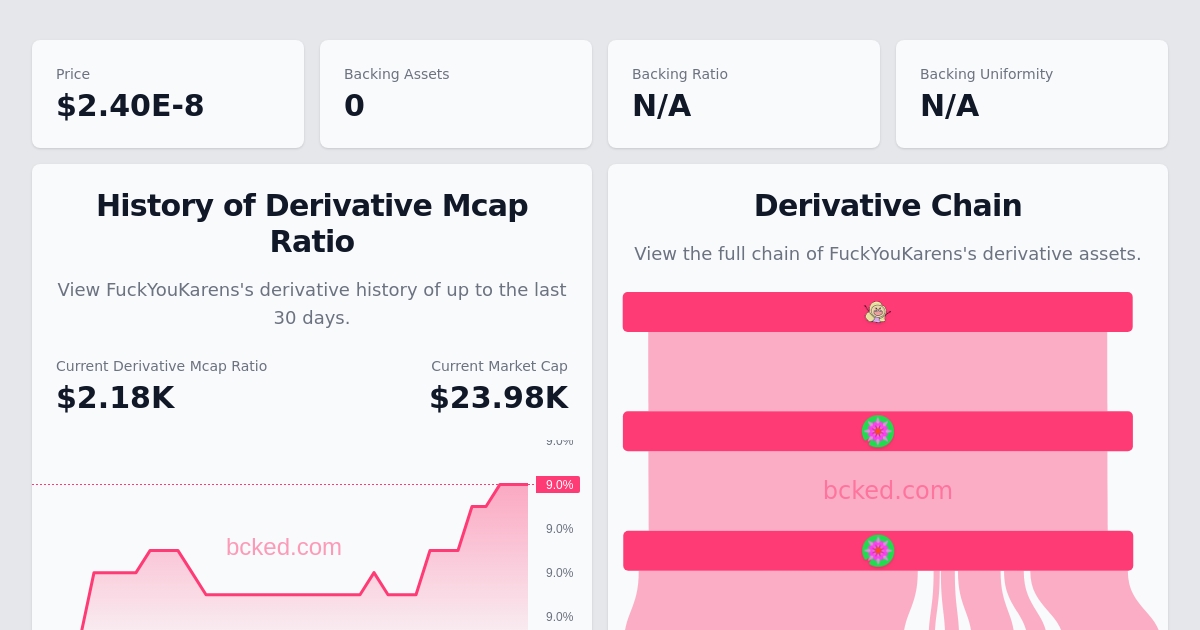 Price
$2.40E-8
Backing Assets
0
Backing Ratio
N/A
Backing Uniformity
N/A
History of Derivative Mcap
Ratio
View FuckYouKarens's derivative history of up to the last
30 days.
Current Derivative Mcap Ratio
$2.18K
Current Market Cap
$23.98K
9.0%
9.0%
9.0%
bcked.com
9.0%
9.0%
Derivative Chain
View the full chain of FuckYouKarens's derivative assets.
bcked.com